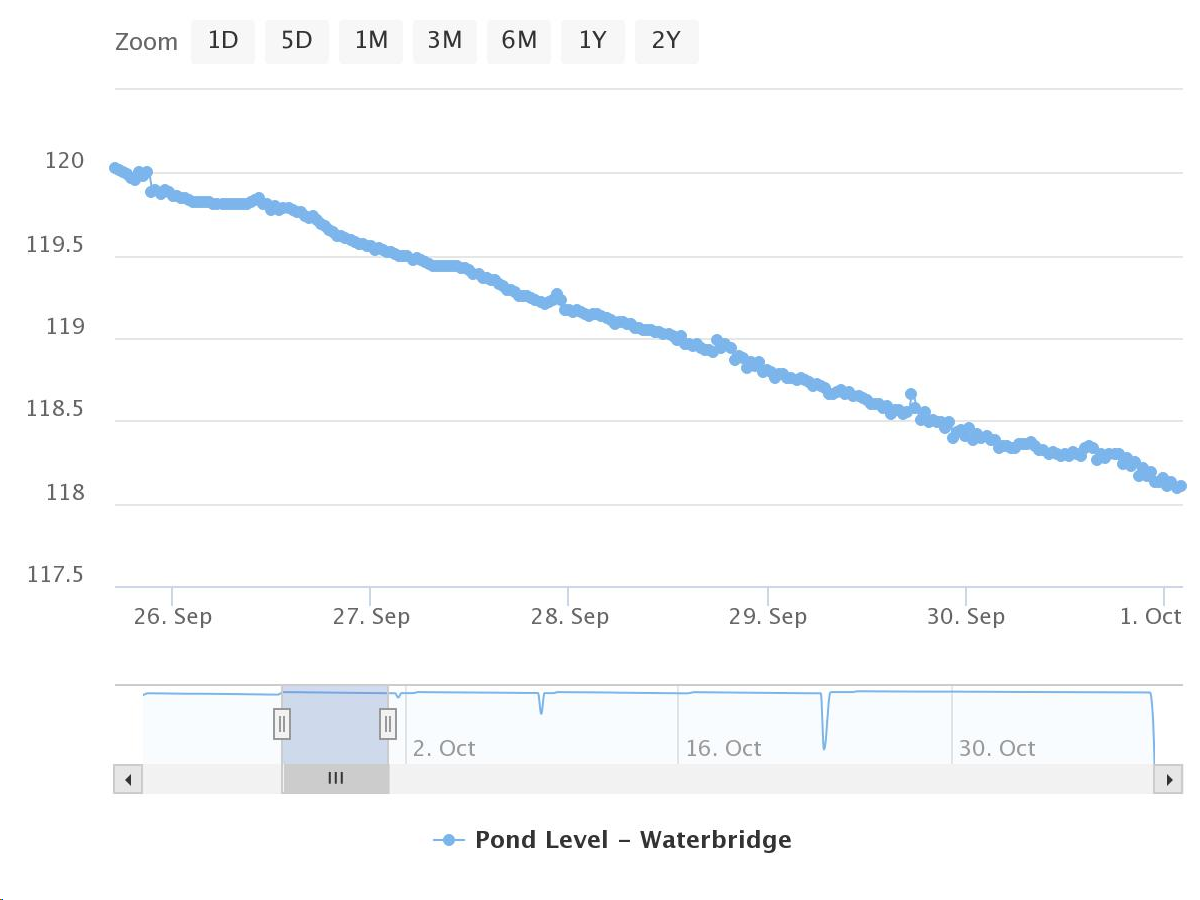 Zoom 1D 5D 1M 3M 6M 1Y 2Y
120
119.5
119
118.5
118
117.5
26. Sep 27. Sep 28. Sep 29. Sep 30. Sep 1. Oct
2. Oct 16. Oct 30. Oct
Pond Level – Waterbridge